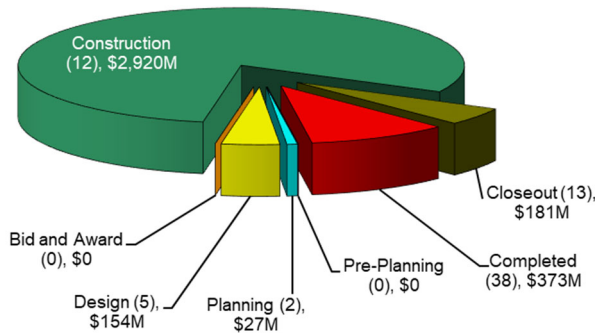 Construction
(12), $2,920M
Closeout (13),
$181M
Completed
(38), $373M
Pre-Planning
(0), $0
Planning (2),
$27M
Design (5),
$154M
Bid and Award
(0), $0